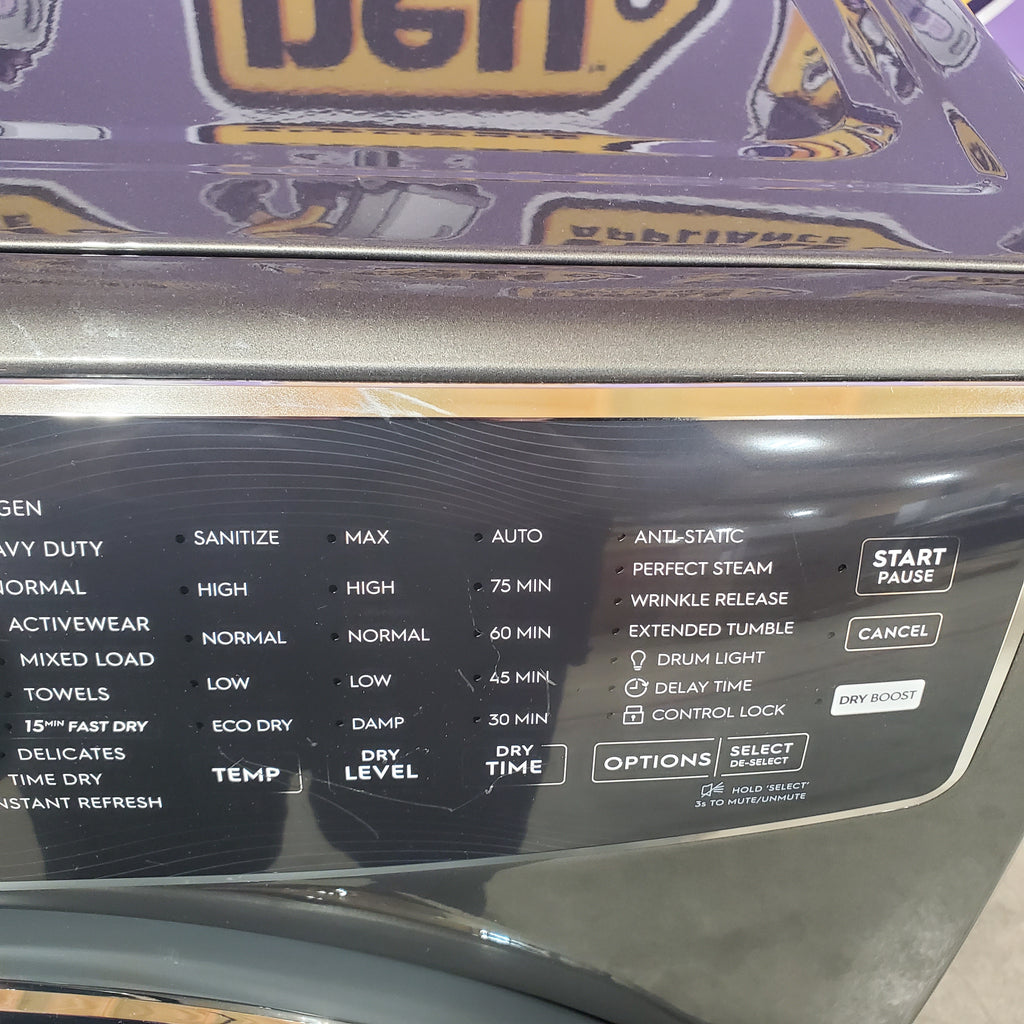 GEN
AVY DUTY
NORMAL
ACTIVEWEAR
MIXED LOAD
TOWELS
15MIN FAST DRY
DELICATES
TIME DRY
NSTANT REFRESH
SANITIZE
HIGH
NORMAL
LOW
ECO DRY
TEMP
MAX
HIGH
NORMAL
LOW
DAMP
DRY
LEVEL
AUTO
75 MIN
60 MIN
45 MIN
30 MIN
DRY
TIME
ANTI-STATIC
PERFECT STEAM
WRINKLE RELEASE
EXTENDED TUMBLE
DRUM LIGHT
DELAY TIME
CONTROL LOCK
OPTIONS
SELECT
DE-SELECT
HOLD 'SELECT'
3s TO MUTE/UNMUTE
START
PAUSE
CANCEL
DRY BOOST
APPLIANCE